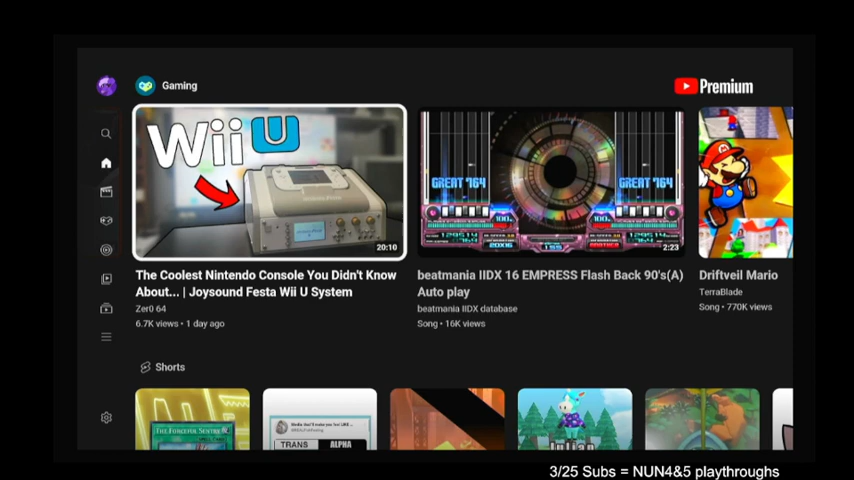 Gaming
Premium
Wii U
20:10
GREAT 764
GREAT 764
2:23
The Coolest Nintendo Console You Didn't Know
About... | Joysound Festa Wii U System
Zer0 64
6.7K views • 1 day ago
beatmania IIDX 16 EMPRESS Flash Back 90's(A)
Auto play
beatmania IIDX database
Song • 16K views
Driftveil Mario
TerraBlade
Song • 770K views
Shorts
TRANS
ALPHA
3/25 Subs = NUN4&5 playthroughs